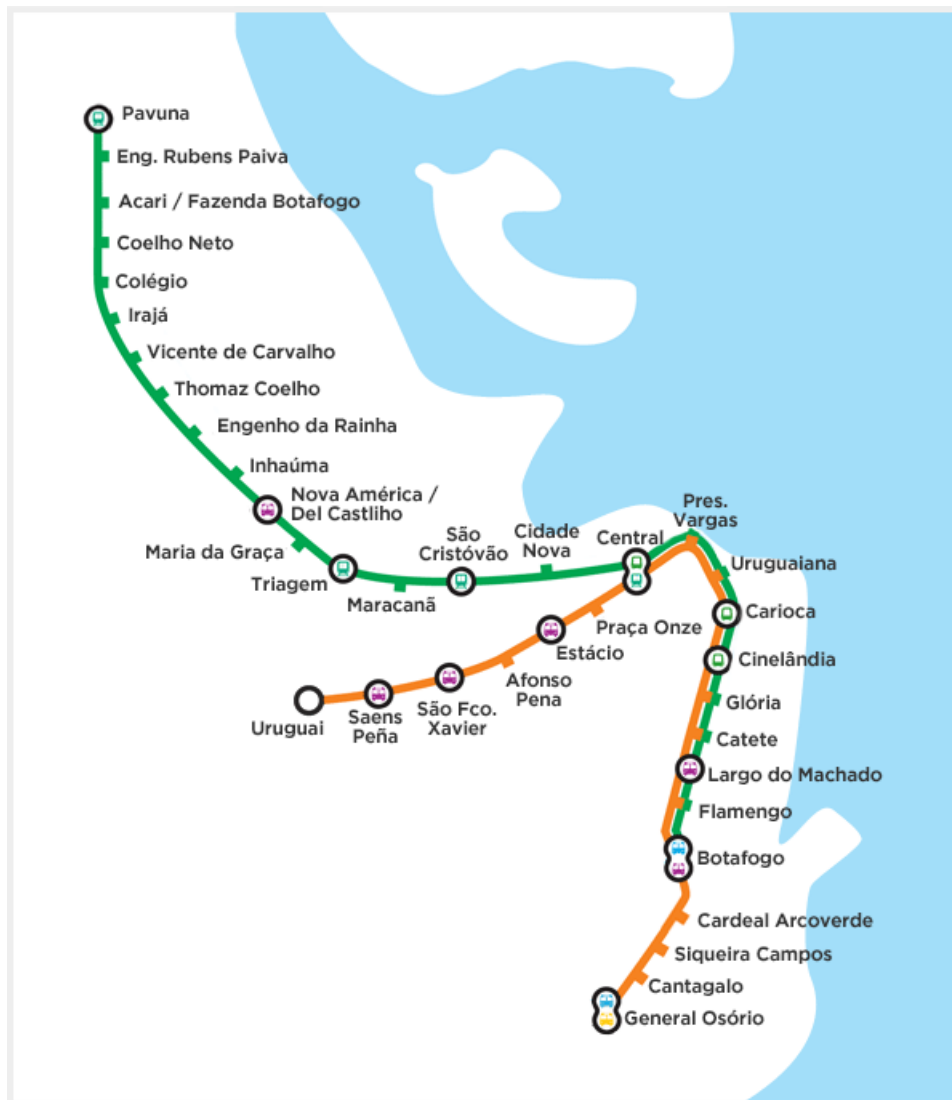 Pavuna
Eng. Rubens Paiva
Acari / Fazenda Botafogo
Coelho Neto
Colégio
Irajá
Vicente de Carvalho
Thomaz Coelho
Engenho da Rainha
Inhaúma
Nova América /
Del Castliho
Maria da Graça
Triagem
Maracanã
São
Cristóvão
Cidade
Nova
Central
Pres.
Vargas
Uruguaiana
Carioca
Praça Onze
Estácio
Afonso
Pena
São Fco.
Xavier
Saens
Peña
Uruguai
Cinelândia
Glória
Catete
Largo do Machado
Flamengo
Botafogo
Cardeal Arcoverde
Siqueira Campos
Cantagalo
General Osório